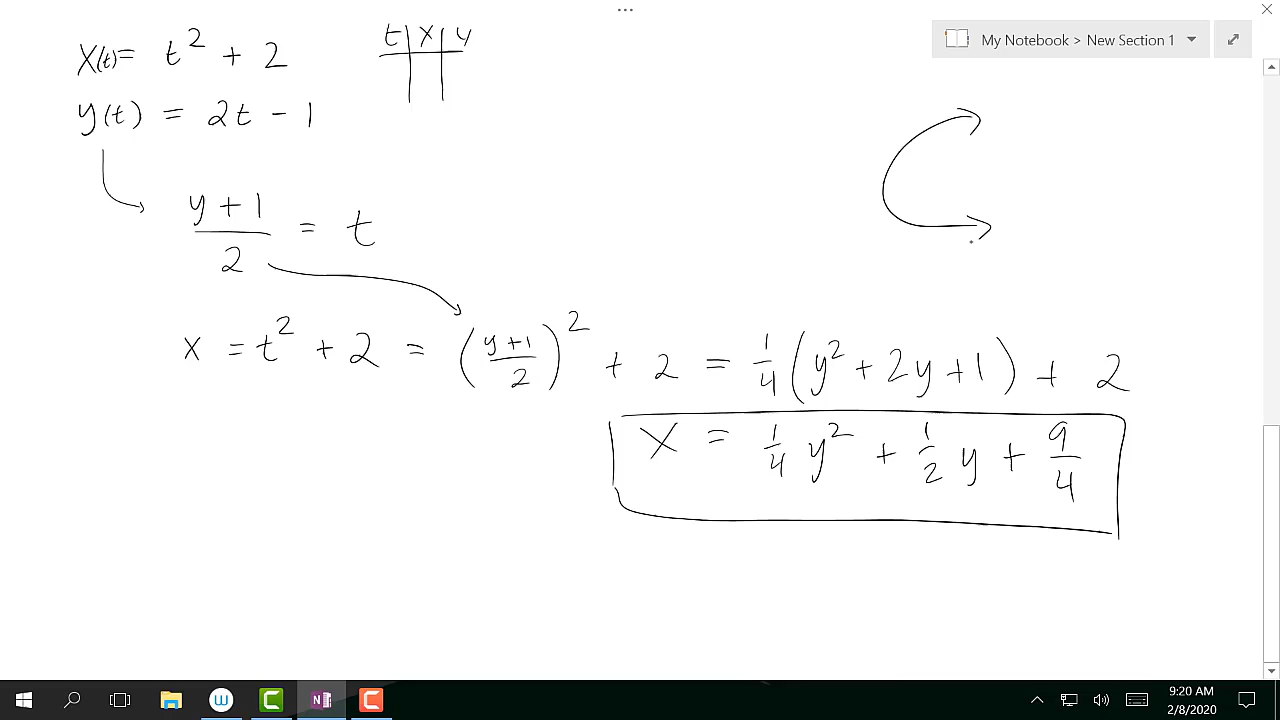 x(t)= t² + 2
t x y
My Notebook > New Section 1
y(t) = 2t - 1
y+1/2 = t
x = t² + 2 = (y+1/2)² + 2 = 1/4(y² + 2y + 1) + 2
x = 1/4 y² + 1/2 y + 9/4
9:20 AM
2/8/2020